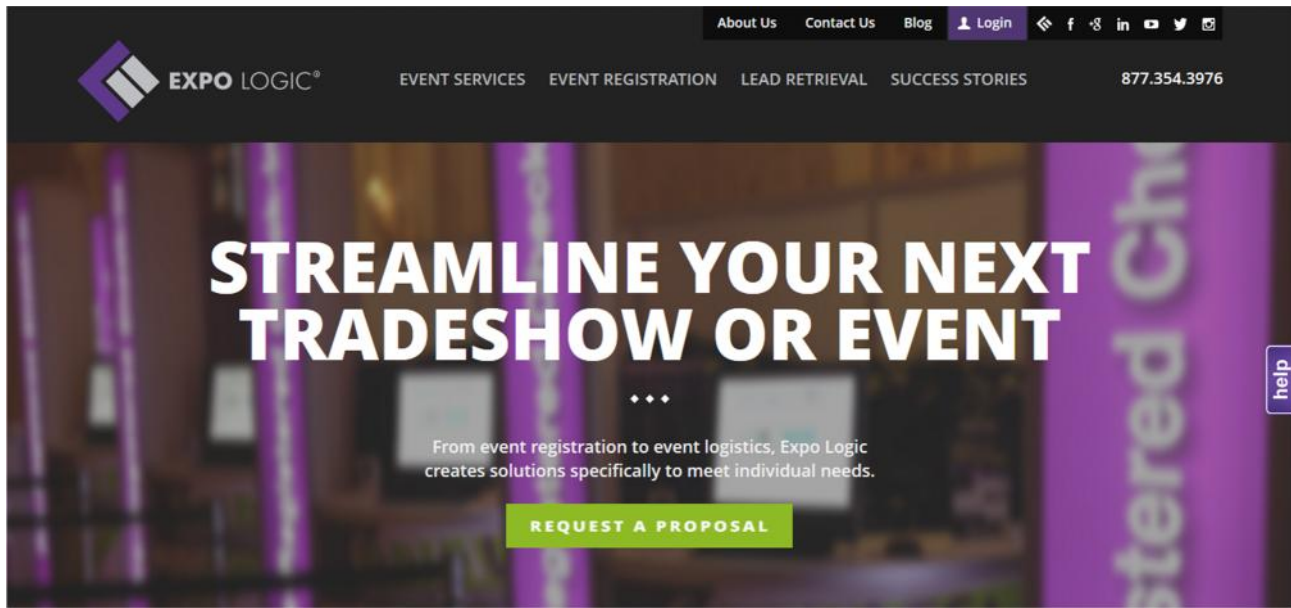 About Us Contact Us Blog Login
EXPO LOGIC®
EVENT SERVICES EVENT REGISTRATION LEAD RETRIEVAL SUCCESS STORIES
877.354.3976
STREAMLINE YOUR NEXT
TRADESHOW OR EVENT
From event registration to event logistics, Expo Logic
creates solutions specifically to meet individual needs.
REQUEST A PROPOSAL
help
stered Che